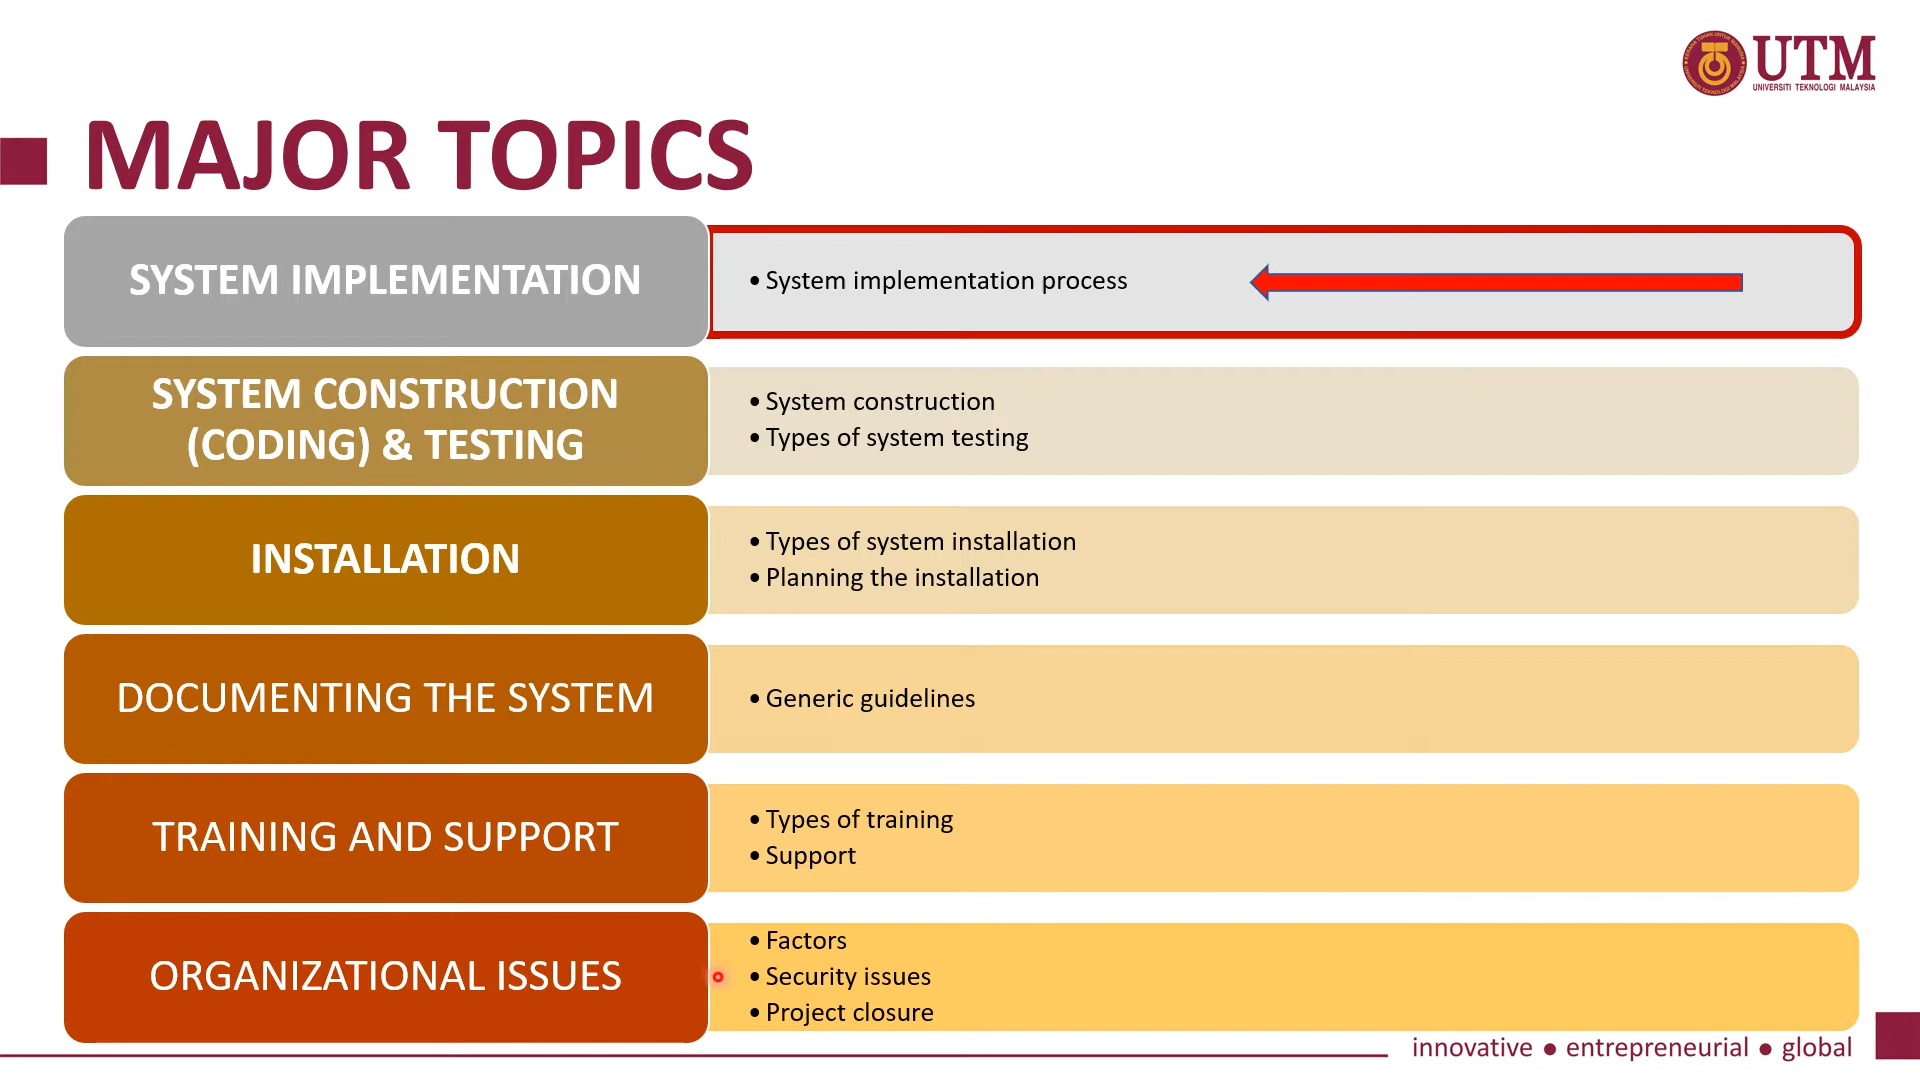 UTM
UNIVERSITI TEKNOLOGI MALAYSIA
MAJOR TOPICS
SYSTEM IMPLEMENTATION
• System implementation process
SYSTEM CONSTRUCTION
(CODING) & TESTING
• System construction
• Types of system testing
INSTALLATION
• Types of system installation
• Planning the installation
DOCUMENTING THE SYSTEM
• Generic guidelines
TRAINING AND SUPPORT
• Types of training
• Support
ORGANIZATIONAL ISSUES
• Factors
• Security issues
• Project closure
innovative ● entrepreneurial ● global